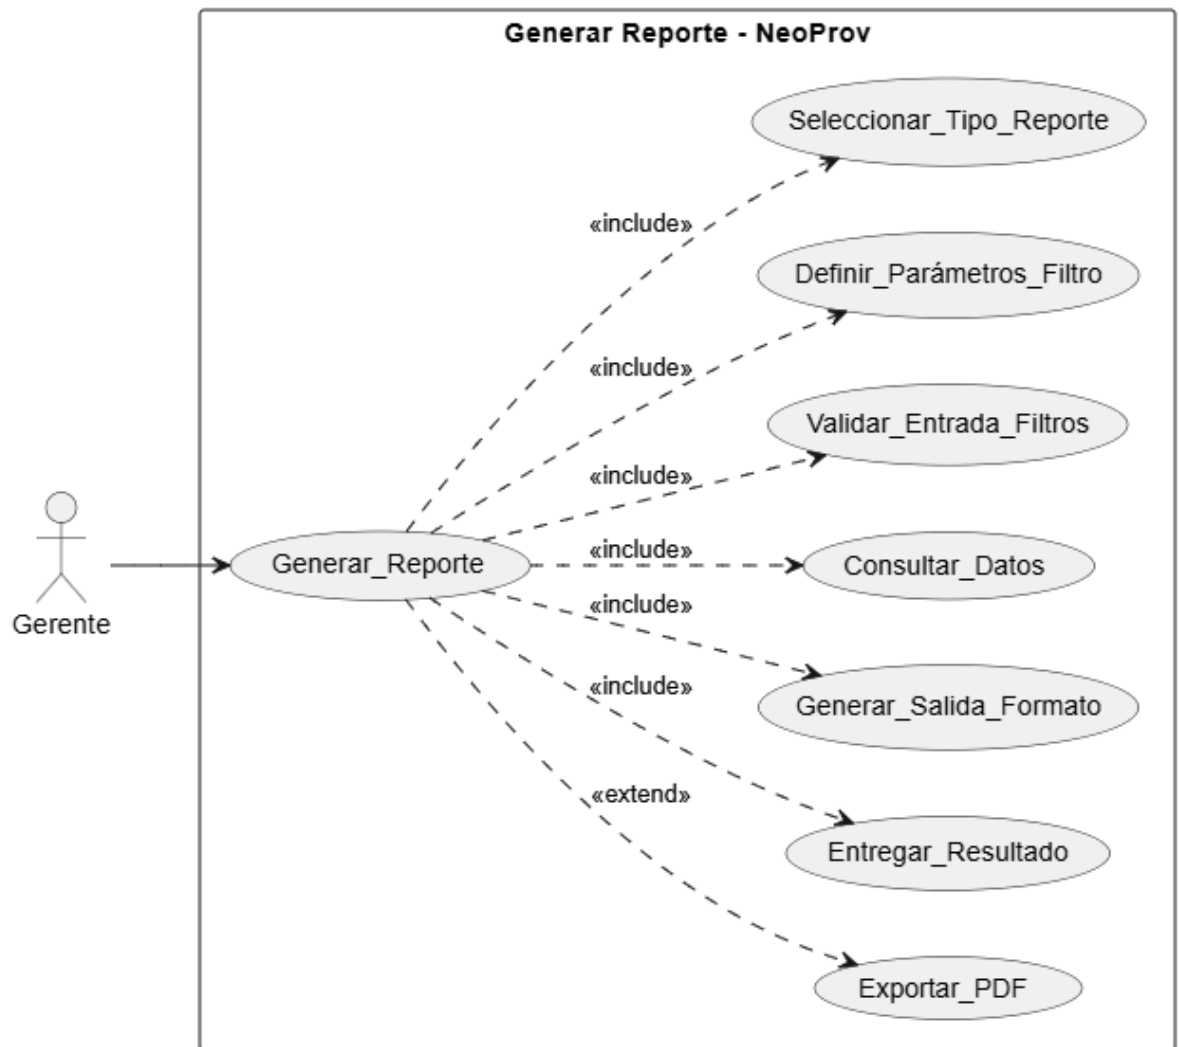 Generar Reporte - NeoProv
Seleccionar_Tipo_Reporte
«include»
Definir_Parámetros_Filtro
«include»
Validar_Entrada_Filtros
«include»
Generar_Reporte
«include»
Consultar_Datos
Gerente
«include»
Generar_Salida_Formato
«include»
Entregar_Resultado
«extend»
Exportar_PDF